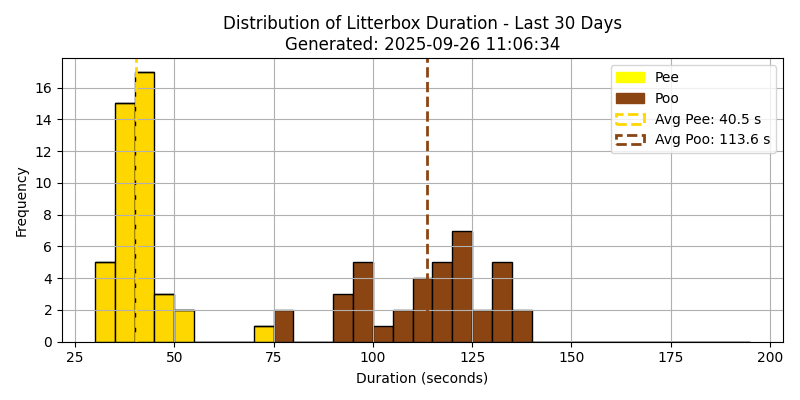 Distribution of Litterbox Duration - Last 30 Days
Generated: 2025-09-26 11:06:34
Pee
Poo
Avg Pee: 40.5 s
Avg Poo: 113.6 s
Frequency
16
14
12
10
8
6
4
2
0
25 50 75 100 125 150 175 200
Duration (seconds)